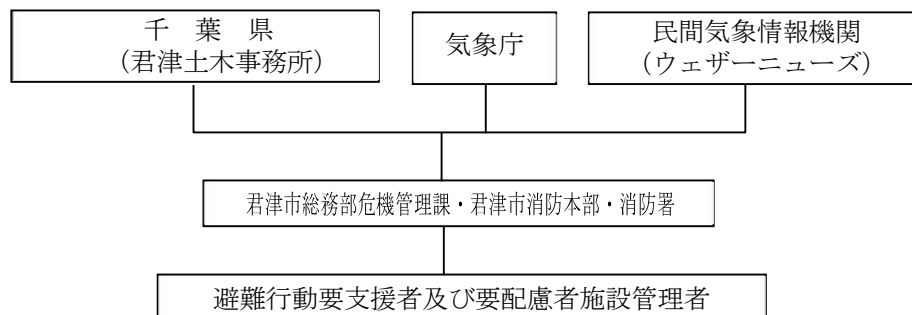 千　葉　県
（君津土木事務所）
気象庁
民間気象情報機関
（ウェザーニューズ）
君津市総務部危機管理課・君津市消防本部・消防署
避難行動要支援者及び要配慮者施設管理者